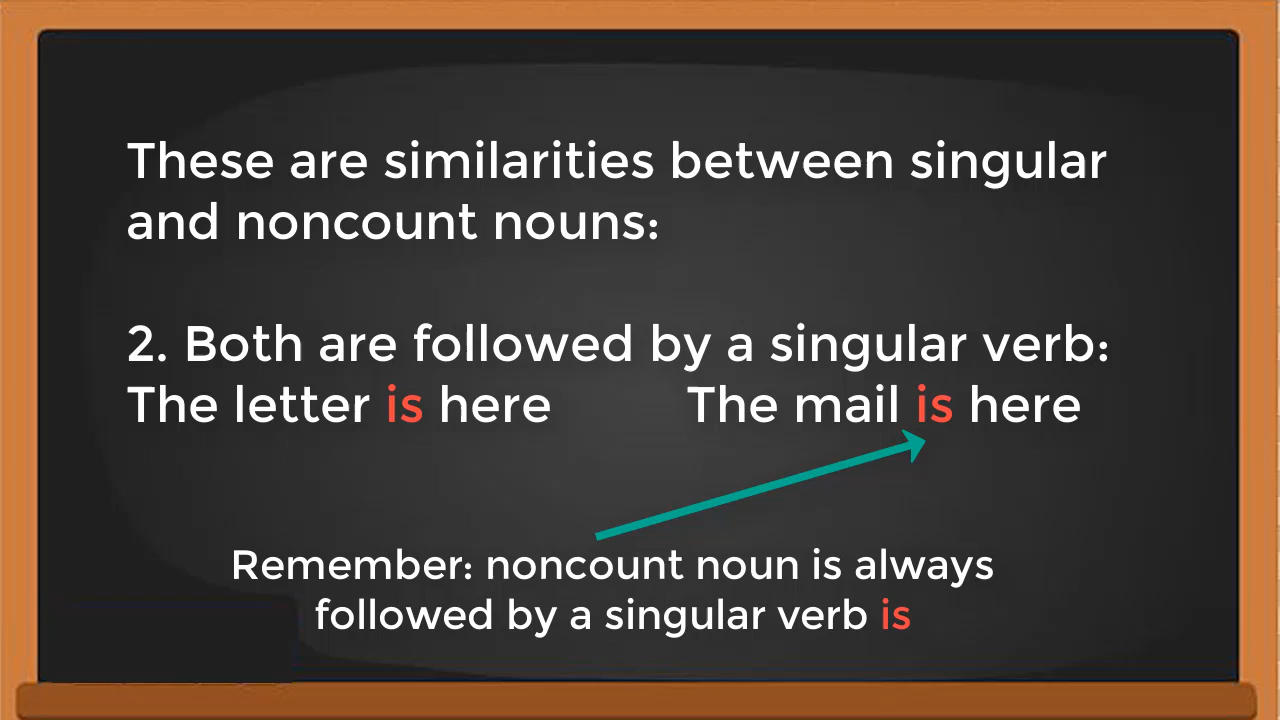 These are similarities between singular
and noncount nouns:
2. Both are followed by a singular verb:
The letter is here The mail is here
Remember: noncount noun is always
followed by a singular verb is